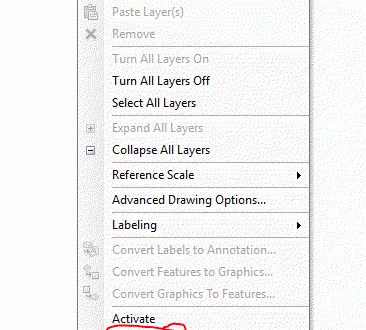 Paste Layer(s)
Remove
Turn All Layers On
Turn All Layers Off
Select All Layers
Expand All Layers
Collapse All Layers
Reference Scale
Advanced Drawing Options...
Labeling
Convert Labels to Annotation...
Convert Features to Graphics...
Convert Graphics To Features...
Activate